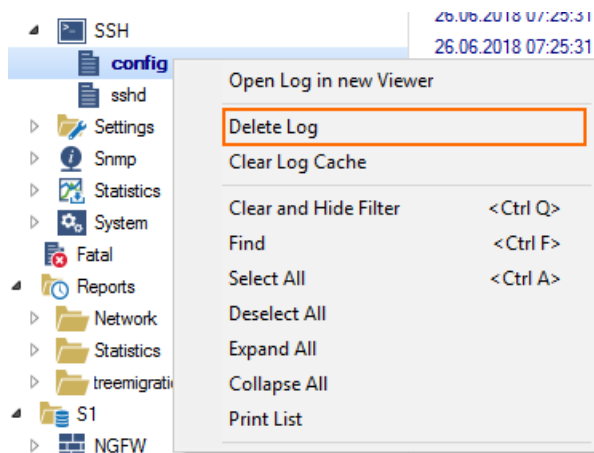 SSH
config
sshd
Settings
Snmp
Statistics
System
Fatal
Reports
Network
Statistics
treemigrati
S1
NGFW
26.06.2018 07:25:31
26.06.2018 07:25:31
Open Log in new Viewer
Delete Log
Clear Log Cache
Clear and Hide Filter <Ctrl Q>
Find <Ctrl F>
Select All <Ctrl A>
Deselect All
Expand All
Collapse All
Print List